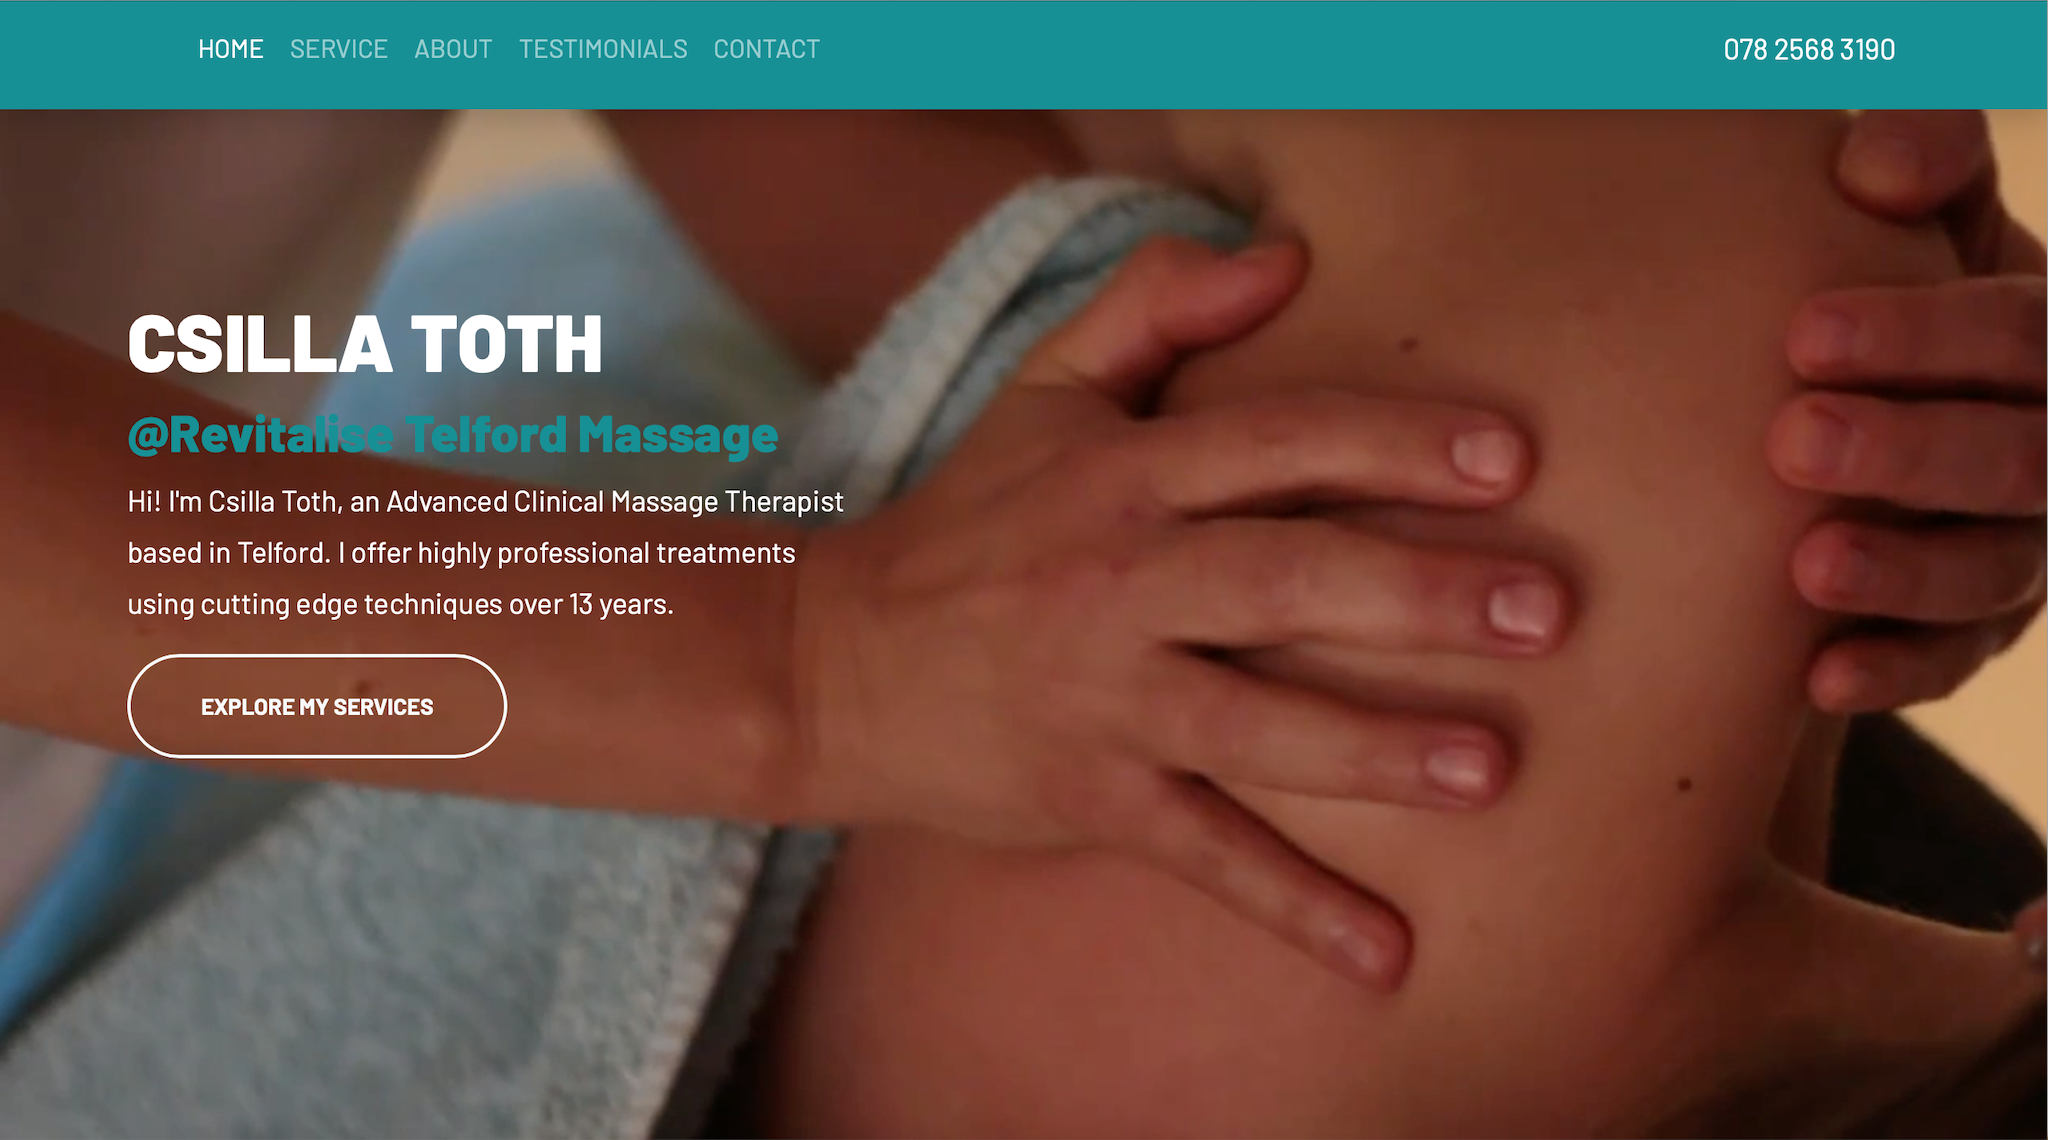 HOME SERVICE ABOUT TESTIMONIALS CONTACT 078 2568 3190
CSILLA TOTH
@Revitalise Telford Massage
Hi! I'm Csilla Toth, an Advanced Clinical Massage Therapist
based in Telford. I offer highly professional treatments
using cutting edge techniques over 13 years.
EXPLORE MY SERVICES